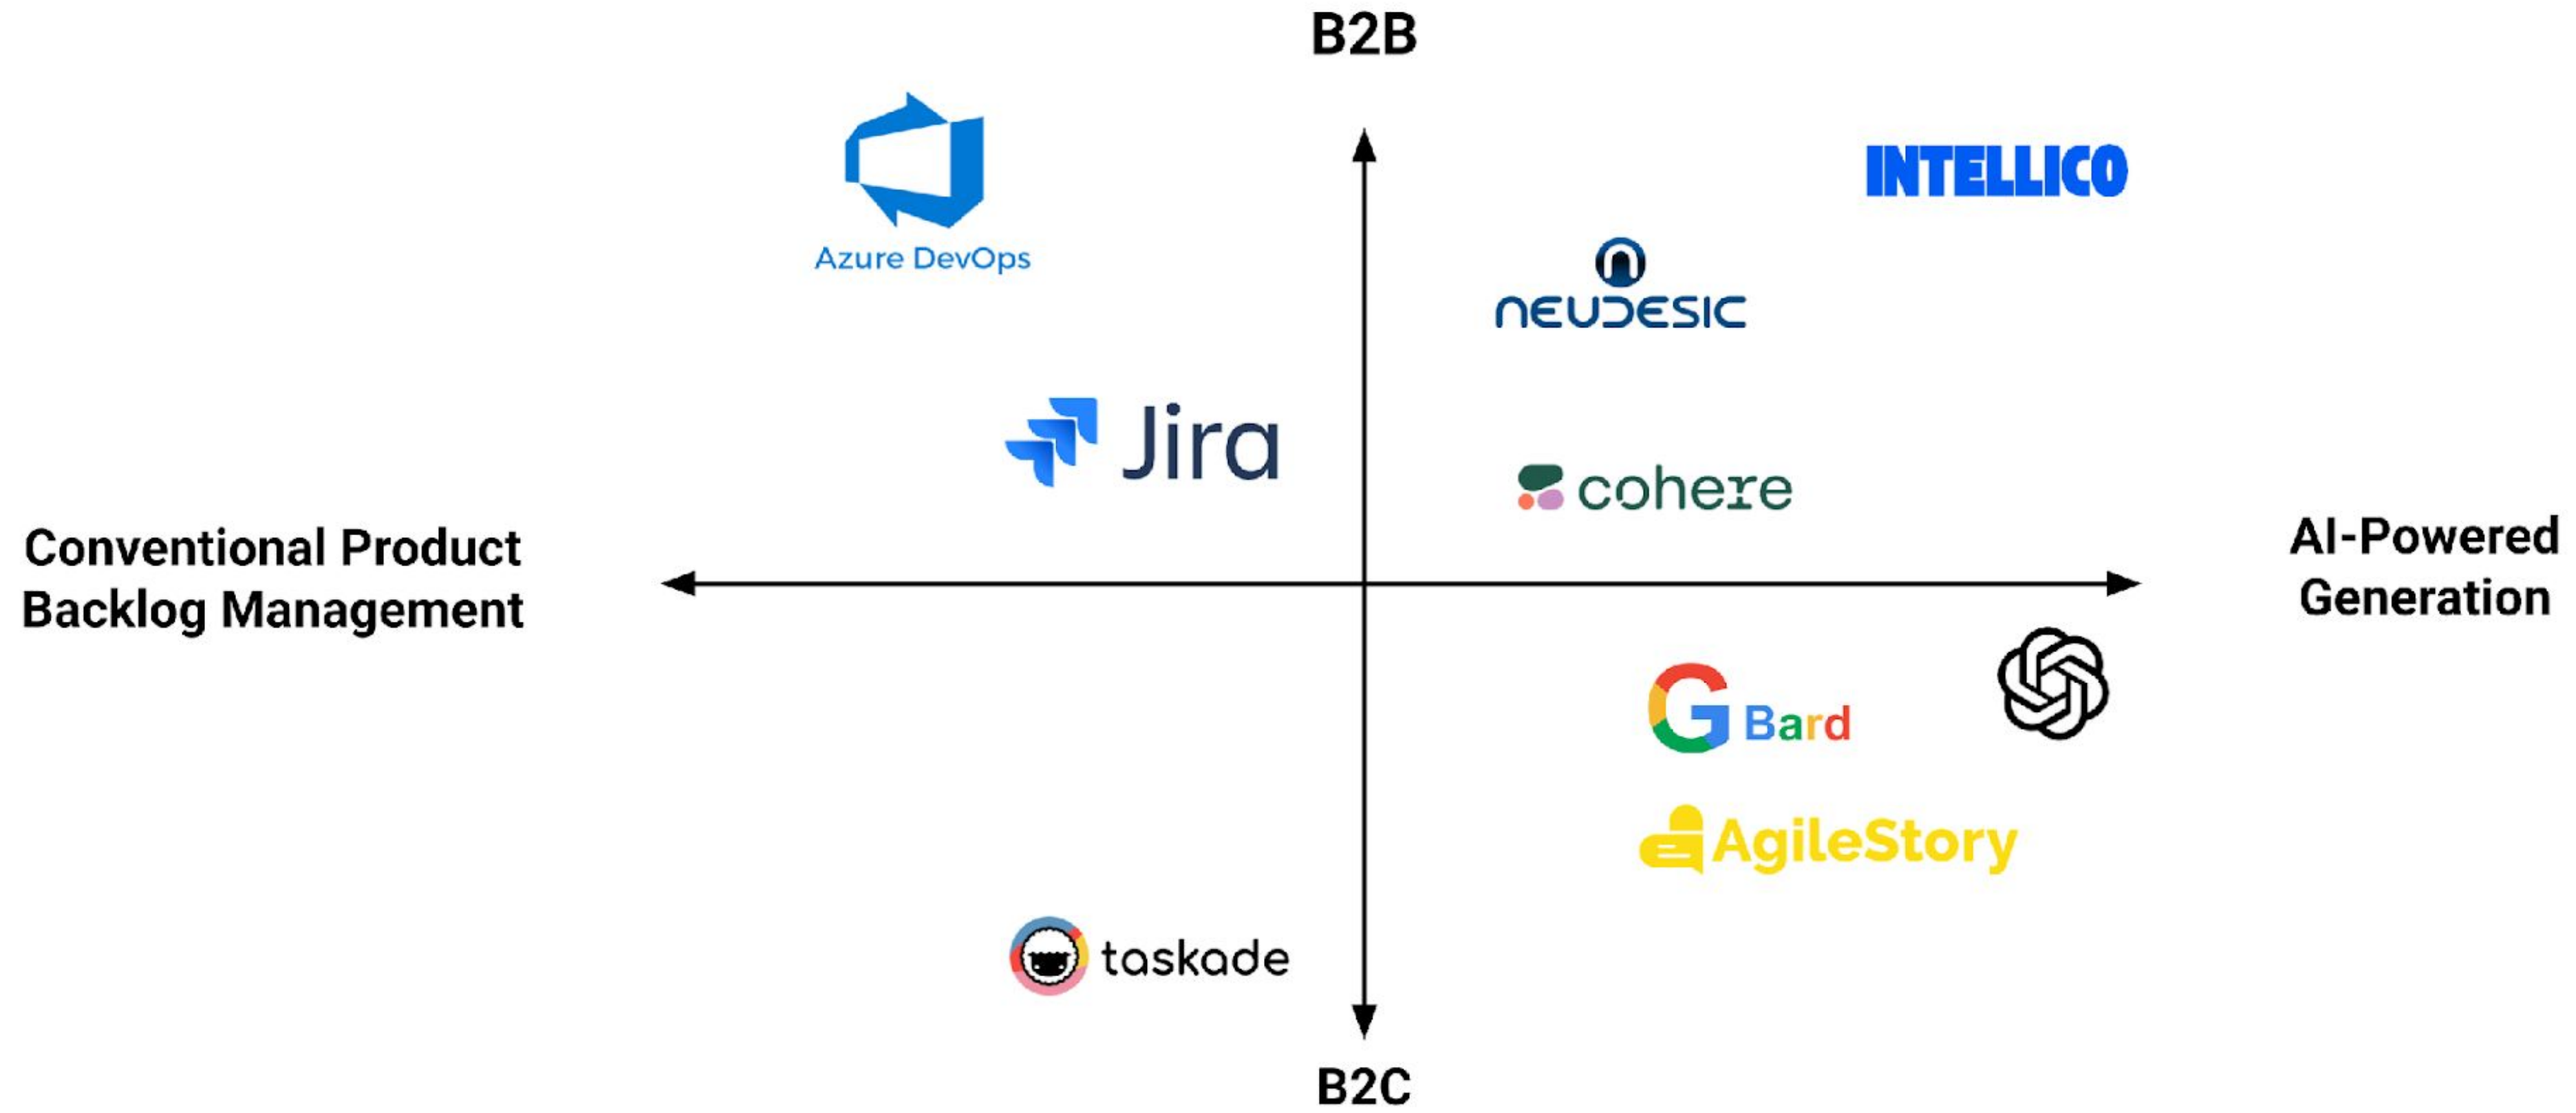 B2B
Azure DevOps
INTELLICO
neudesic
Jira
cohere
Conventional Product
Backlog Management
AI-Powered
Generation
G Bard
AgileStory
taskade
B2C